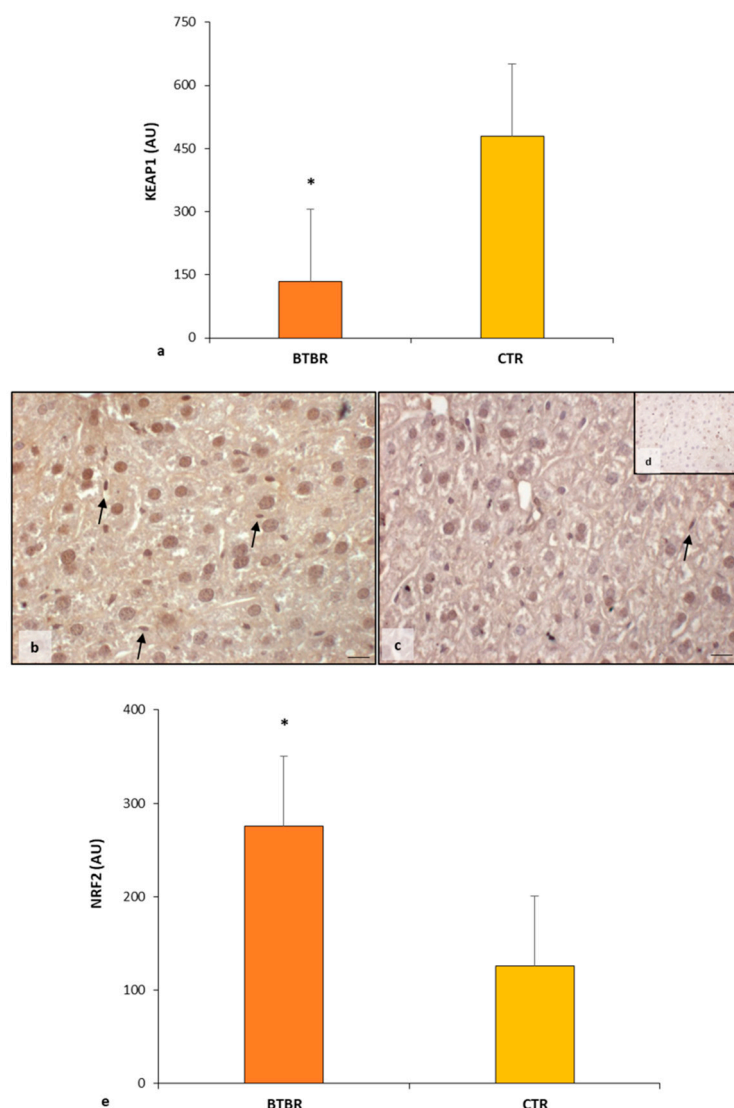 750
600
KEAP1 (AU)
450
300
150
0
*
BTBR
CTR
a
b
c
d
400
300
NRF2 (AU)
200
100
0
*
BTBR
CTR
e